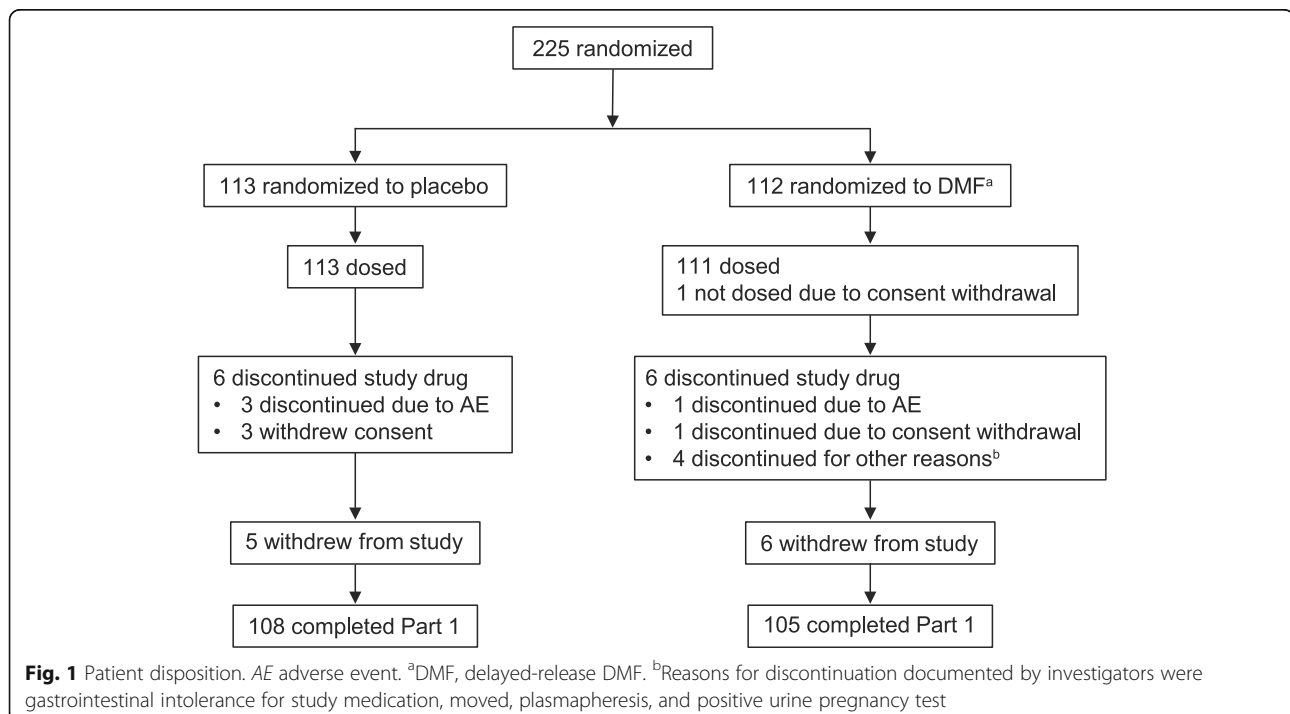 225 randomized
113 randomized to placebo
112 randomized to DMFᵃ
113 dosed
111 dosed
1 not dosed due to consent withdrawal
6 discontinued study drug
• 3 discontinued due to AE
• 3 withdrew consent
6 discontinued study drug
• 1 discontinued due to AE
• 1 discontinued due to consent withdrawal
• 4 discontinued for other reasonsᵇ
5 withdrew from study
6 withdrew from study
108 completed Part 1
105 completed Part 1
Fig. 1 Patient disposition. AE adverse event. ᵃDMF, delayed-release DMF. ᵇReasons for discontinuation documented by investigators were
gastrointestinal intolerance for study medication, moved, plasmapheresis, and positive urine pregnancy test